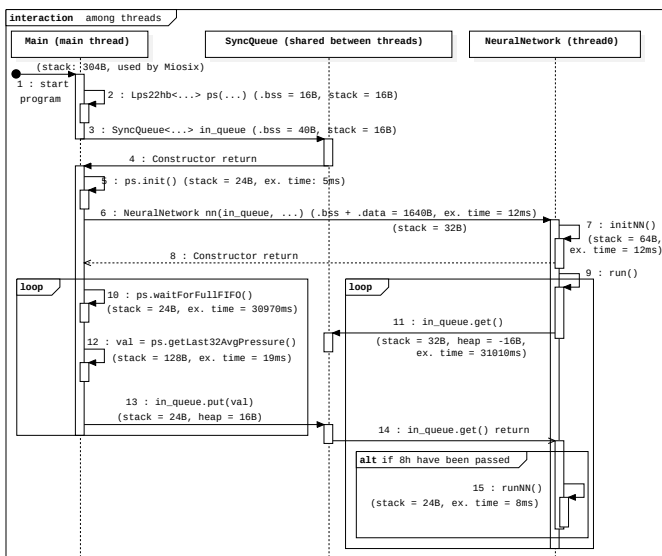 interaction among threads
Main (main thread)
SyncQueue (shared between threads)
NeuralNetwork (thread0)
(stack: 304B, used by Miosix)
1 : start
program
2 : Lps22hb<...> ps(...) (.bss = 16B, stack = 16B)
3 : SyncQueue<...> in_queue (.bss = 40B, stack = 16B)
4 : Constructor return
5 : ps.init() (stack = 24B, ex. time: 5ms)
6 : NeuralNetwork nn(in_queue, ...) (.bss + .data = 1640B, ex. time = 12ms)
(stack = 32B)
7 : initNN()
(stack = 64B,
ex. time = 12ms)
8 : Constructor return
9 : run()
loop
10 : ps.waitForFullFIFO()
(stack = 24B, ex. time = 30970ms)
loop
11 : in_queue.get()
(stack = 32B, heap = -16B,
ex. time = 31010ms)
12 : val = ps.getLast32AvgPressure()
(stack = 128B, ex. time = 19ms)
13 : in_queue.put(val)
(stack = 24B, heap = 16B)
14 : in_queue.get() return
alt if 8h have been passed
15 : runNN()
(stack = 24B, ex. time = 8ms)